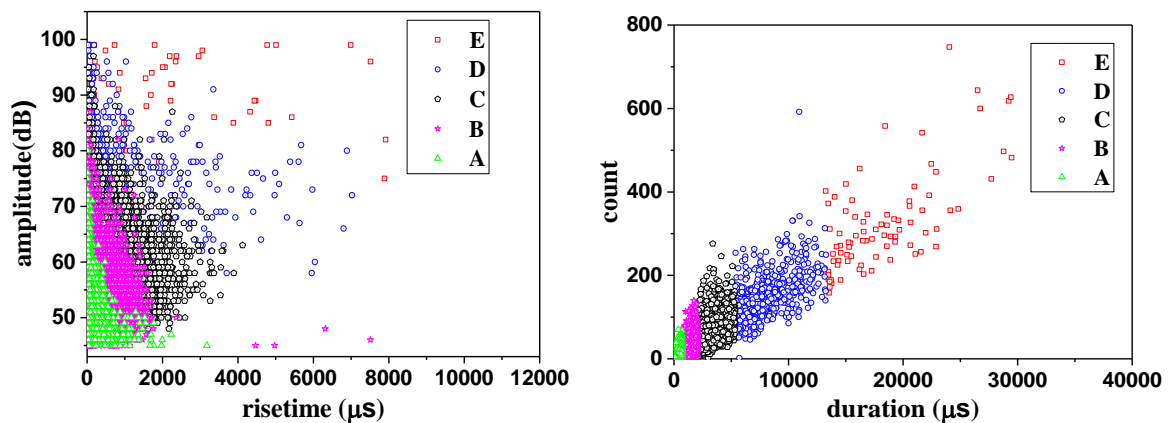 100
90
80
70
60
50
amplitude(dB)
0 2000 4000 6000 8000 10000 12000
risetime (μs)
E
D
C
B
A
800
600
400
200
0
count
0 10000 20000 30000 40000
duration (μs)
E
D
C
B
A